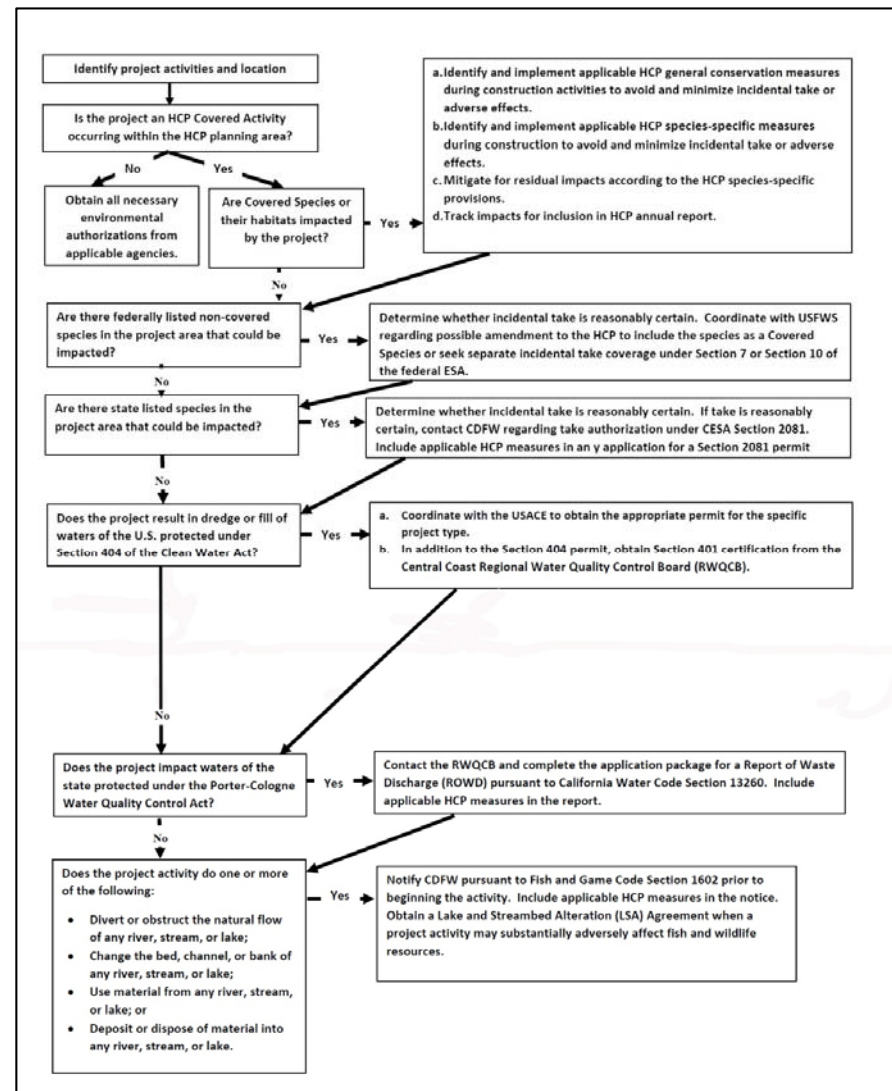 Identify project activities and location
Is the project an HCP Covered Activity
occurring within the HCP planning area?
No
Yes
Obtain all necessary
environmental
authorizations from
applicable agencies.
Are Covered Species or
their habitats impacted
by the project?
Yes
a. Identify and implement applicable HCP general conservation measures
during construction activities to avoid and minimize incidental take or
adverse effects.
b. Identify and implement applicable HCP species-specific measures
during construction to avoid and minimize incidental take or adverse
effects.
c. Mitigate for residual impacts according to the HCP species-specific
provisions.
d. Track impacts for inclusion in HCP annual report.
No
Are there federally listed non-covered
species in the project area that could be
impacted?
Yes
Determine whether incidental take is reasonably certain. Coordinate with USFWS
regarding possible amendment to the HCP to include the species as a Covered
Species or seek separate incidental take coverage under Section 7 or Section 10 of
the federal ESA.
No
Are there state listed species in the
project area that could be impacted?
Yes
Determine whether incidental take is reasonably certain. If take is reasonably
certain, contact CDFW regarding take authorization under CESA Section 2081.
Include applicable HCP measures in an y application for a Section 2081 permit
No
Does the project result in dredge or fill of
waters of the U.S. protected under
Section 404 of the Clean Water Act?
Yes
a. Coordinate with the USACE to obtain the appropriate permit for the specific
project type.
b. In addition to the Section 404 permit, obtain Section 401 certification from the
Central Coast Regional Water Quality Control Board (RWQCB).
No
Does the project impact waters of the
state protected under the Porter-Cologne
Water Quality Control Act?
Yes
Contact the RWQCB and complete the application package for a Report of Waste
Discharge (ROWD) pursuant to California Water Code Section 13260. Include
applicable HCP measures in the report.
No
Does the project activity do one or more
of the following:
• Divert or obstruct the natural flow
of any river, stream, or lake;
• Change the bed, channel, or bank of
any river, stream, or lake;
• Use material from any river, stream,
or lake; or
• Deposit or dispose of material into
any river, stream, or lake.
Yes
Notify CDFW pursuant to Fish and Game Code Section 1602 prior to
beginning the activity. Include applicable HCP measures in the notice.
Obtain a Lake and Streambed Alteration (LSA) Agreement when a
project activity may substantially adversely affect fish and wildlife
resources.